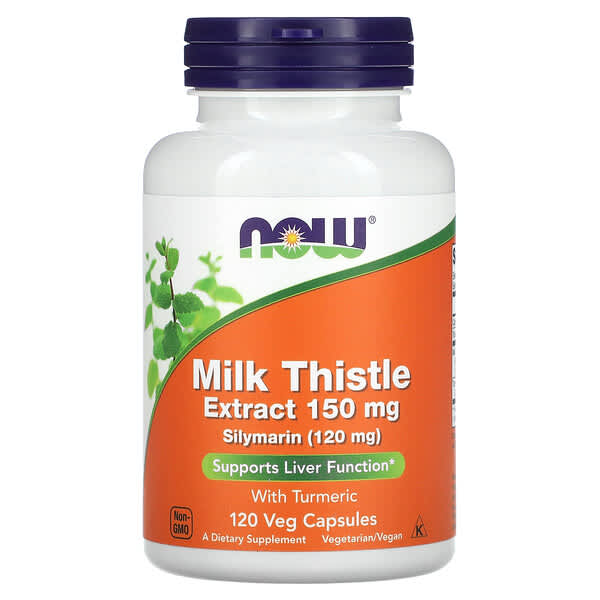 NOW®
Milk Thistle
Extract 150 mg
Silymarin (120 mg)
Supports Liver Function*
With Turmeric
Non-
GMO
120 Veg Capsules
A Dietary Supplement Vegetarian/Vegan
K